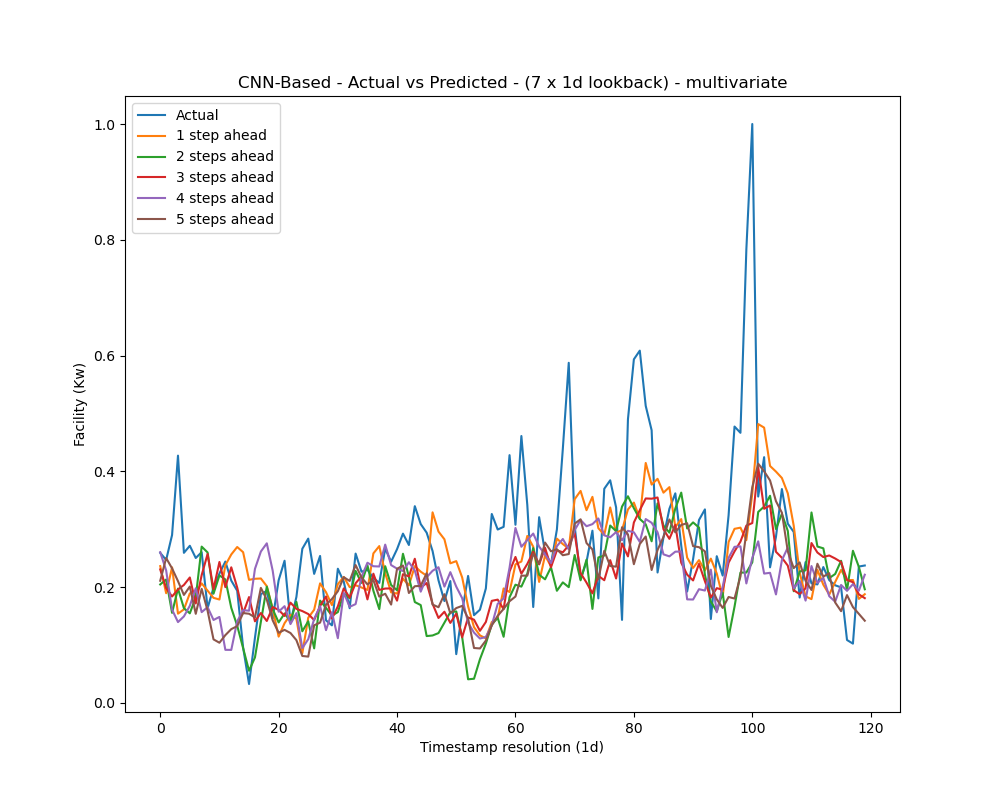 CNN-Based - Actual vs Predicted - (7 x 1d lookback) - multivariate
Actual
1 step ahead
2 steps ahead
3 steps ahead
4 steps ahead
5 steps ahead
1.0
0.8
0.6
0.4
0.2
0.0
Facility (Kw)
0 20 40 60 80 100 120
Timestamp resolution (1d)